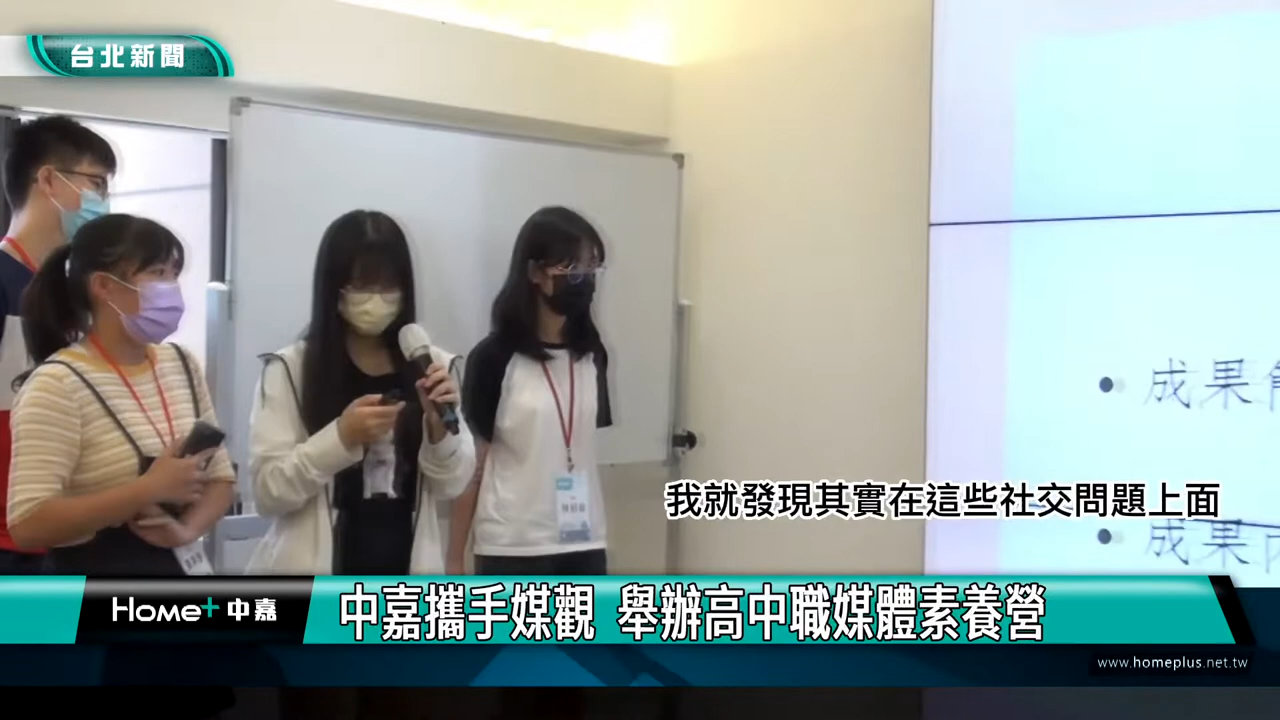 台北新聞
成果
我就發現其實在這些社交問題上面
成果
Home+中嘉
中嘉攜手媒觀 舉辦高中職媒體素養營
www.homeplus.net.tw